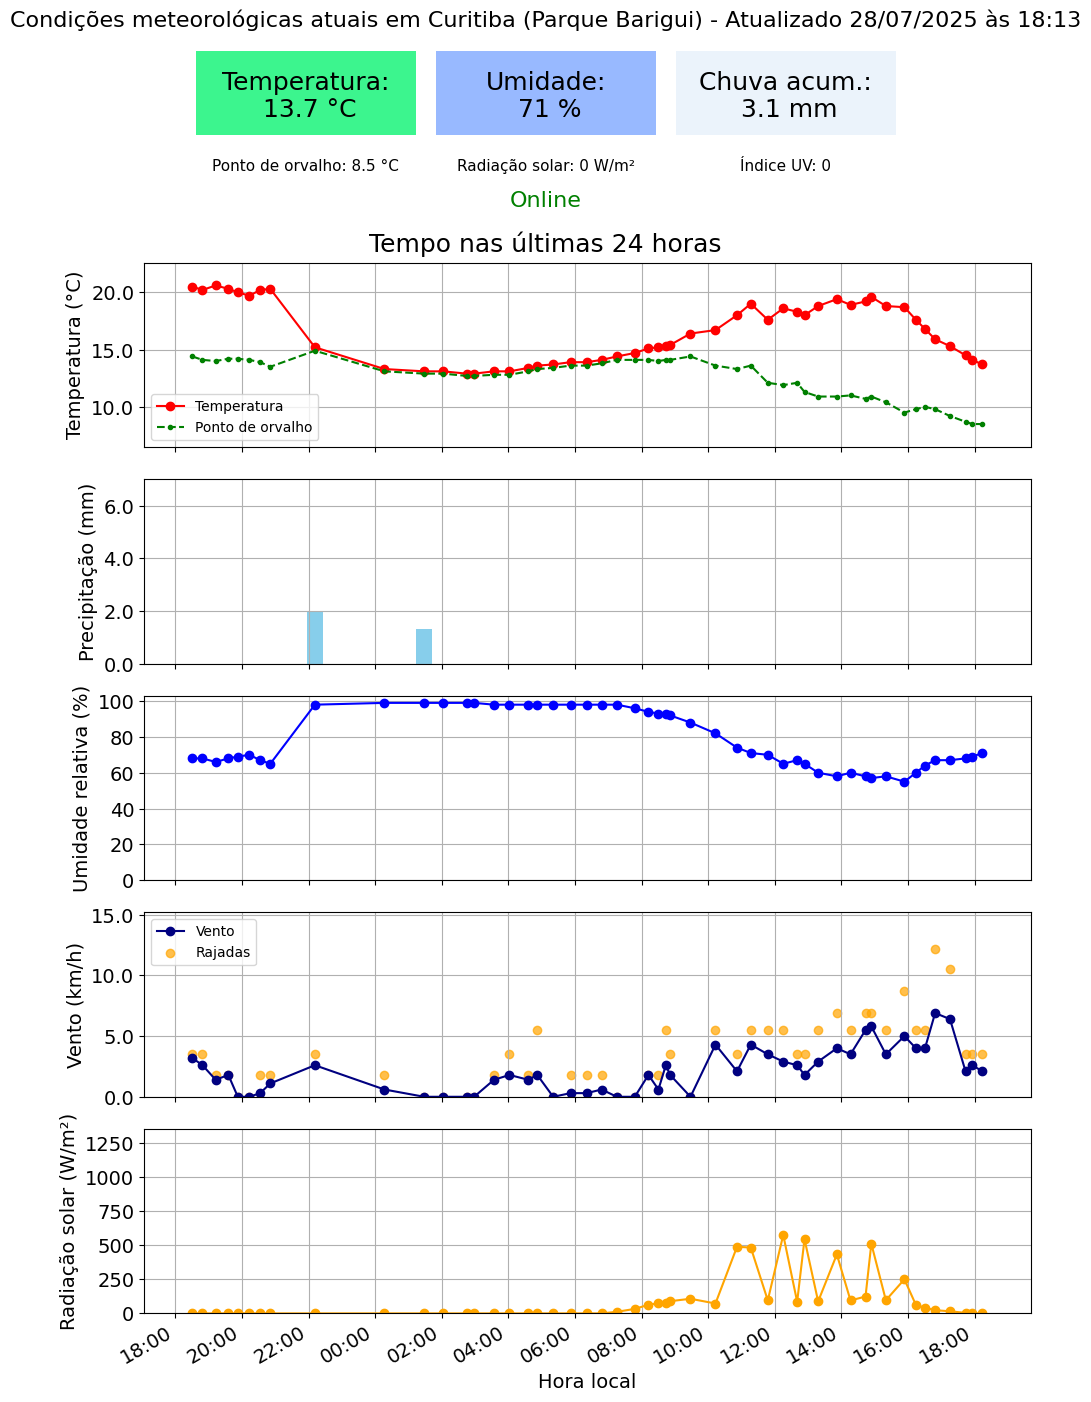 Condições meteorológicas atuais em Curitiba (Parque Barigui) - Atualizado 28/07/2025 às 18:13
Temperatura:
13.7 °C
Umidade:
71 %
Chuva acum.:
3.1 mm
Ponto de orvalho: 8.5 °C
Radiação solar: 0 W/m²
Índice UV: 0
Online
Tempo nas últimas 24 horas
Temperatura (°C)
20.0
15.0
10.0
Temperatura
Ponto de orvalho
Precipitação (mm)
6.0
4.0
2.0
0.0
Umidade relativa (%)
100
80
60
40
20
0
Vento (km/h)
15.0
10.0
5.0
0.0
Vento
Rajadas
Radiação solar (W/m²)
1250
1000
750
500
250
0
18:00
20:00
22:00
00:00
02:00
04:00
06:00
08:00
10:00
12:00
14:00
16:00
18:00
Hora local